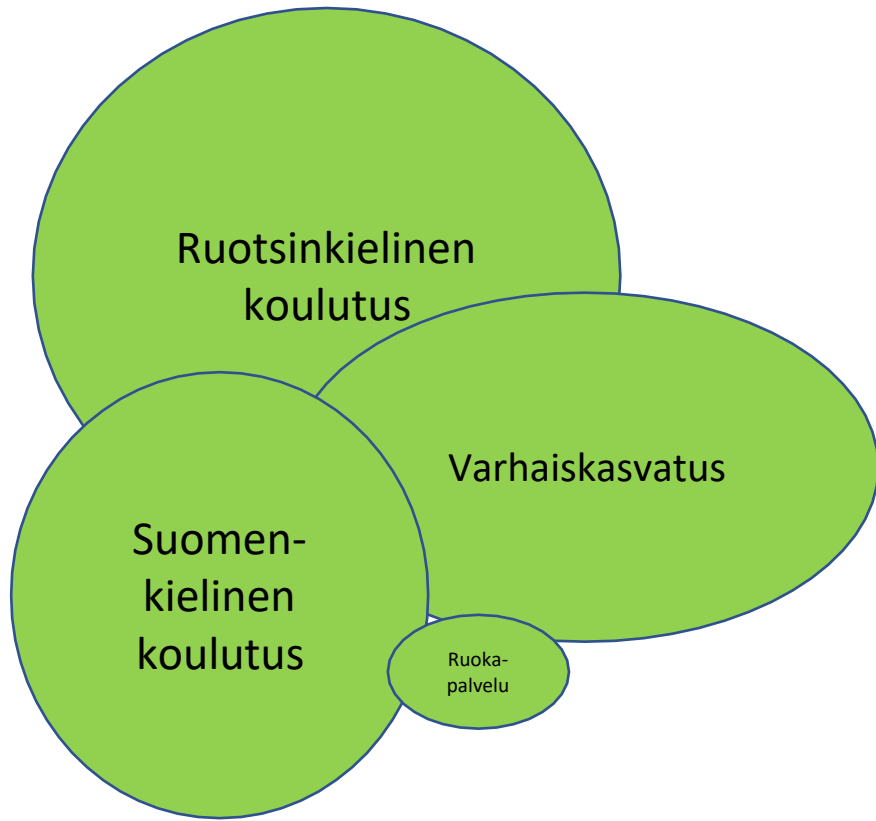 Ruotsinkielinen
koulutus
Varhaiskasvatus
Suomen-
kielinen
koulutus
Ruoka-
palvelu